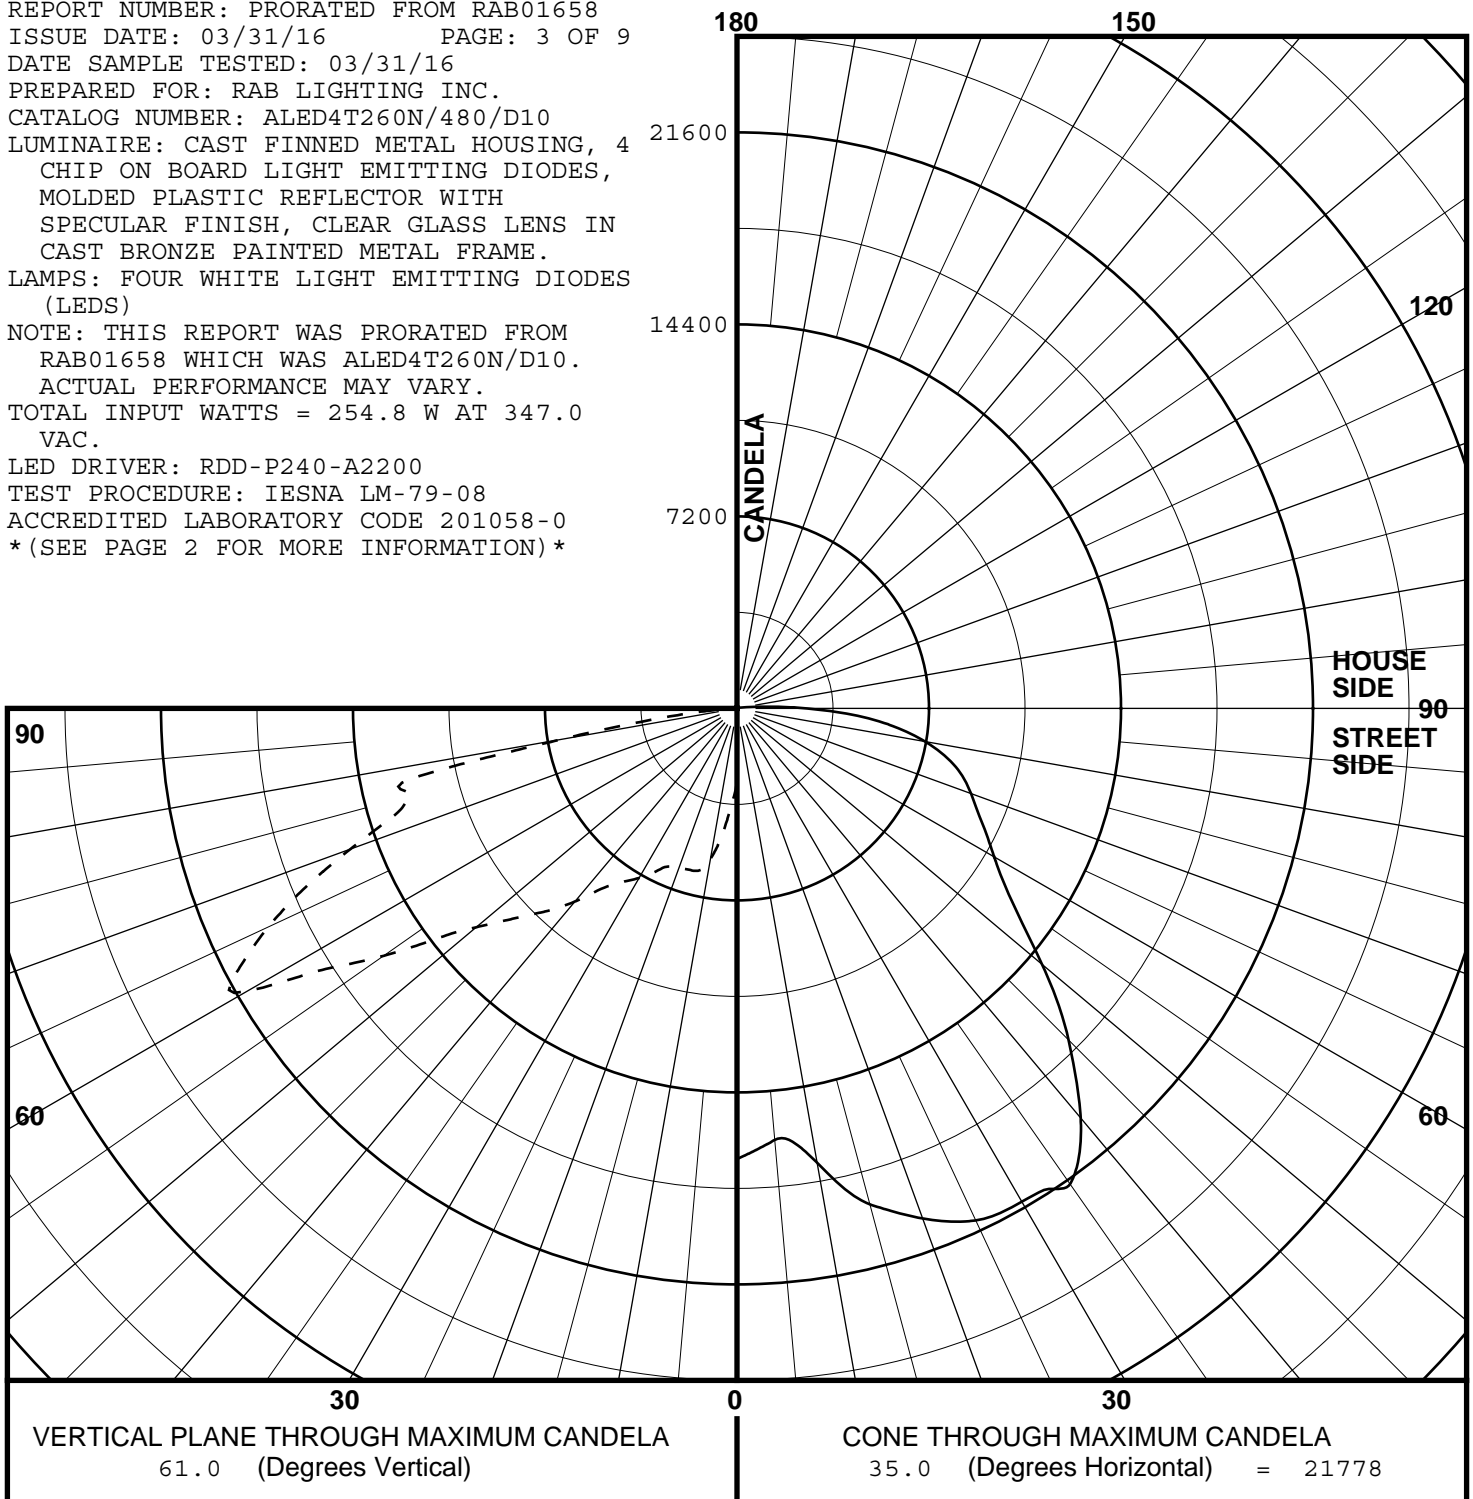 REPORT NUMBER: PRORATED FROM RAB01658
ISSUE DATE: 03/31/16 PAGE: 3 OF 9
DATE SAMPLE TESTED: 03/31/16
PREPARED FOR: RAB LIGHTING INC.
CATALOG NUMBER: ALED4T260N/480/D10
LUMINAIRE: CAST FINNED METAL HOUSING, 4
CHIP ON BOARD LIGHT EMITTING DIODES,
MOLDED PLASTIC REFLECTOR WITH
SPECULAR FINISH, CLEAR GLASS LENS IN
CAST BRONZE PAINTED METAL FRAME.
LAMPS: FOUR WHITE LIGHT EMITTING DIODES
(LEDS)
NOTE: THIS REPORT WAS PRORATED FROM
RAB01658 WHICH WAS ALED4T260N/D10.
ACTUAL PERFORMANCE MAY VARY.
TOTAL INPUT WATTS = 254.8 W AT 347.0
VAC.
LED DRIVER: RDD-P240-A2200
TEST PROCEDURE: IESNA LM-79-08
ACCREDITED LABORATORY CODE 201058-0
*(SEE PAGE 2 FOR MORE INFORMATION)*
180
150
21600
120
14400
CANDELA
7200
HOUSE
SIDE
90
90
STREET
SIDE
60
60
30
0
30
VERTICAL PLANE THROUGH MAXIMUM CANDELA
61.0 (Degrees Vertical)
CONE THROUGH MAXIMUM CANDELA
35.0 (Degrees Horizontal) = 21778